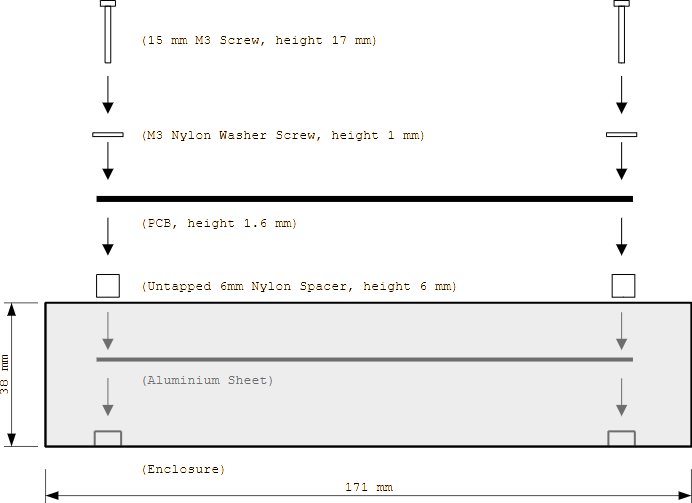 (15 mm M3 Screw, height 17 mm)
(M3 Nylon Washer Screw, height 1 mm)
(PCB, height 1.6 mm)
(Untapped 6mm Nylon Spacer, height 6 mm)
38 mm
(Aluminium Sheet)
(Enclosure)
171 mm